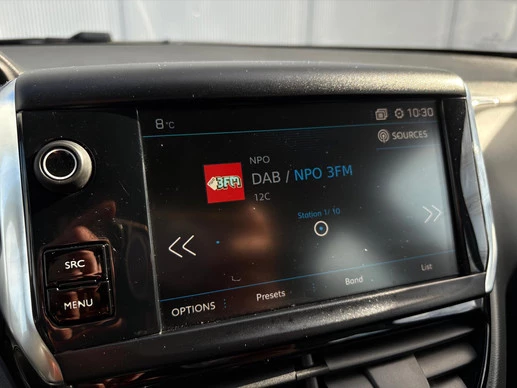 8°C
10:30
SOURCES
NPO
3FM
DAB / NPO 3FM
12C
Station 1/ 10
SRC
MENU
OPTIONS
Presets
Band
List